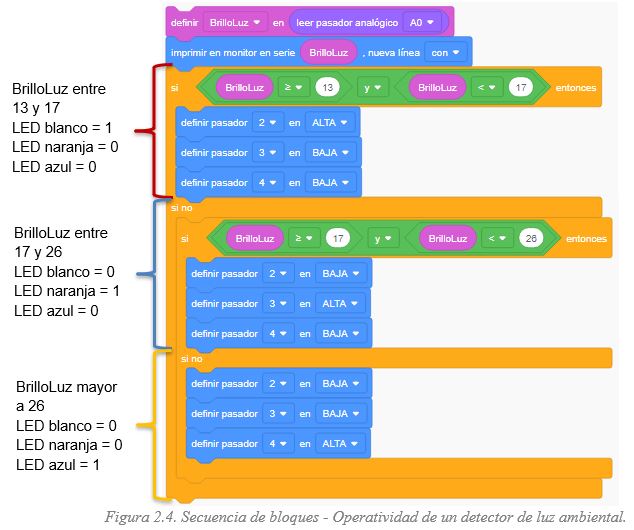 definir BrilloLuz en leer pasador analógico A0
imprimir en monitor en serie BrilloLuz , nueva línea con
si BrilloLuz ≥ 13 y BrilloLuz < 17 entonces
BrilloLuz entre
13 y 17
LED blanco = 1
LED naranja = 0
LED azul = 0
definir pasador 2 en ALTA
definir pasador 3 en BAJA
definir pasador 4 en BAJA
si no
BrilloLuz entre
17 y 26
LED blanco = 0
LED naranja = 1
LED azul = 0
si BrilloLuz ≥ 17 y BrilloLuz < 26 entonces
definir pasador 2 en BAJA
definir pasador 3 en ALTA
definir pasador 4 en BAJA
si no
BrilloLuz mayor
a 26
LED blanco = 0
LED naranja = 0
LED azul = 1
definir pasador 2 en BAJA
definir pasador 3 en BAJA
definir pasador 4 en ALTA
Figura 2.4. Secuencia de bloques - Operatividad de un detector de luz ambiental.